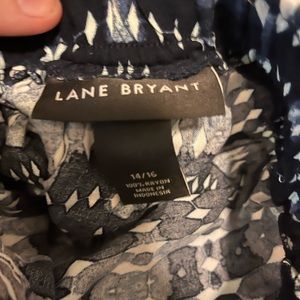 LANE BRYANT
14/16
100% RAYON
MADE IN
INDONESIA